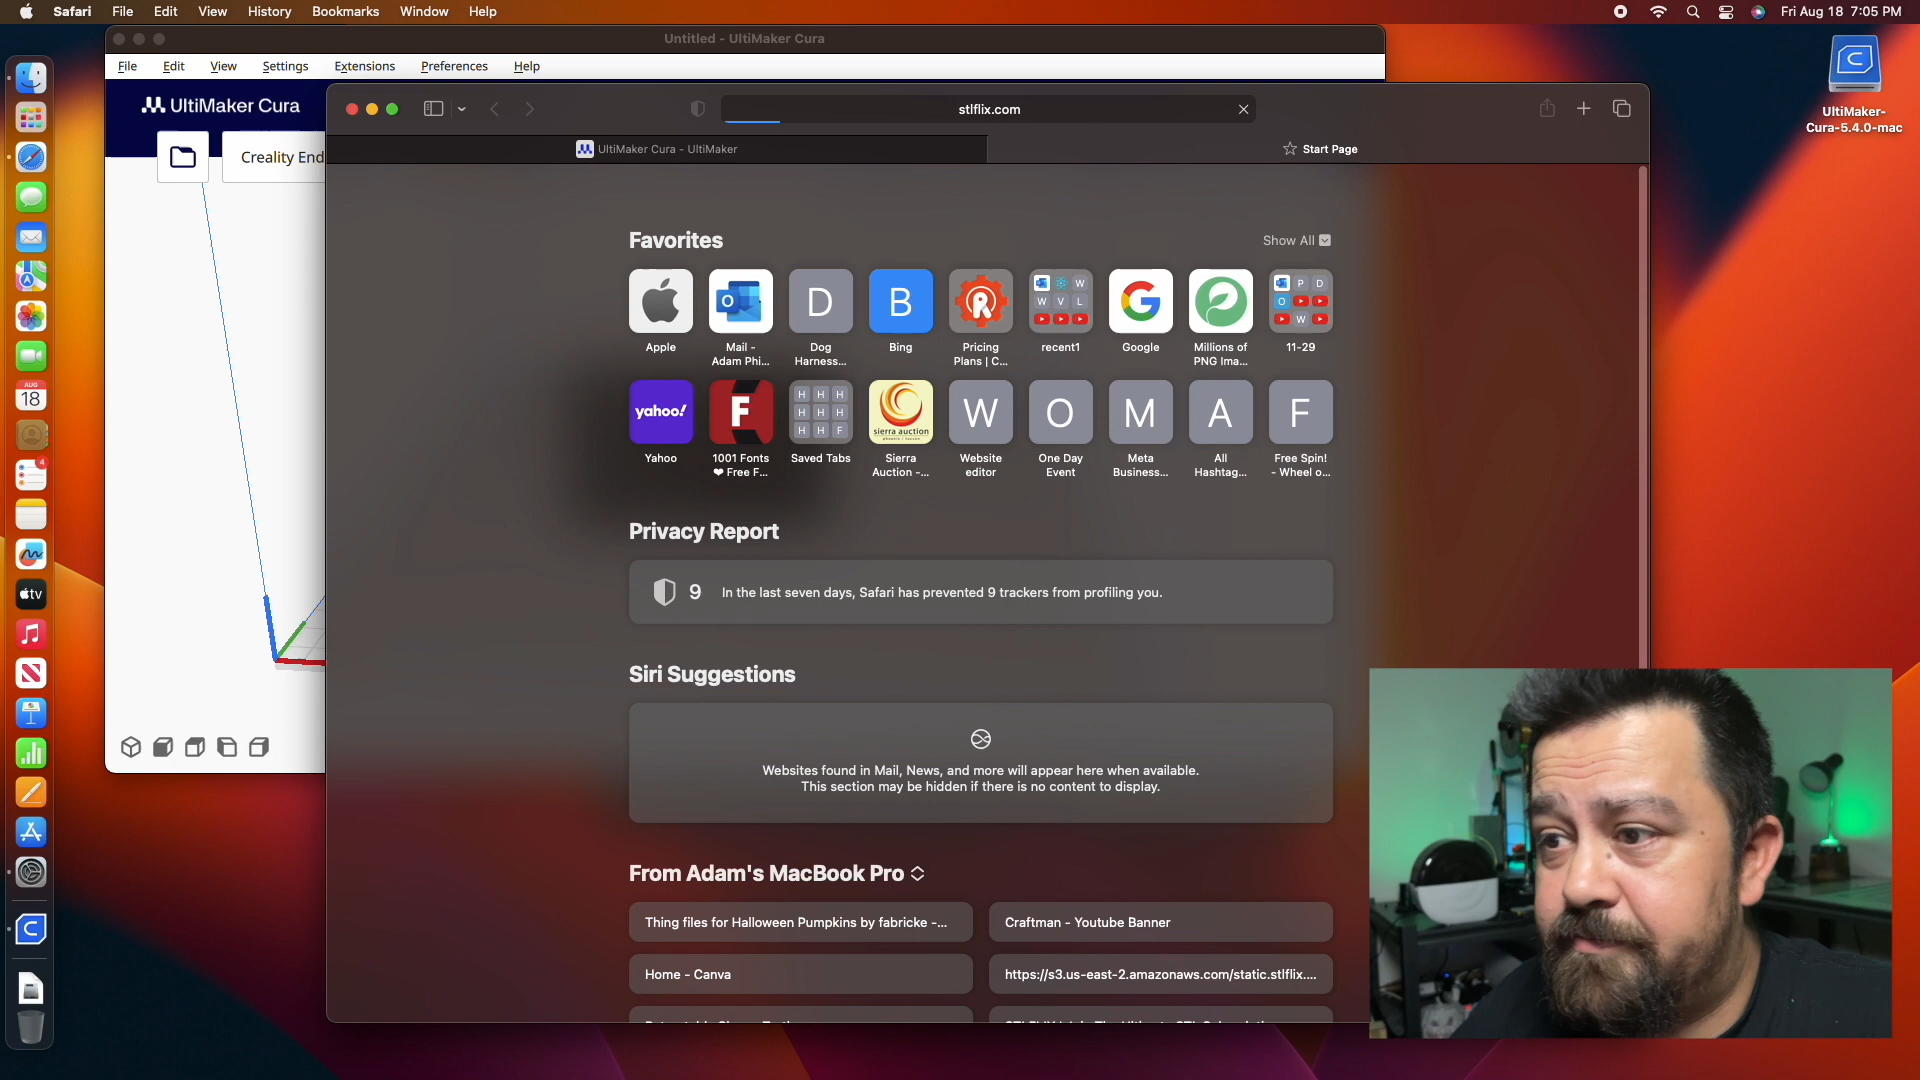 Safari File Edit View History Bookmarks Window Help
Fri Aug 18 7:05 PM
Untitled - UltiMaker Cura
File Edit View Settings Extensions Preferences Help
UltiMaker Cura
Creality End
stlflix.com
UltiMaker Cura - UltiMaker
Start Page
UltiMaker-
Cura-5.4.0-mac
Favorites
Show All
D
B
R
W
W V L
P D
O
W
Apple
Mail -
Adam Phi...
Dog
Harness...
Bing
Pricing
Plans | C...
recent1
Google
Millions of
PNG Ima...
11-29
yahoo!
F
H H H
H H H
H H F
sierra auction
W
O
M
A
F
Yahoo
1001 Fonts
❤ Free F...
Saved Tabs
Sierra
Auction -...
Website
editor
One Day
Event
Meta
Business...
All
Hashtag...
Free Spin!
- Wheel o...
Privacy Report
9 In the last seven days, Safari has prevented 9 trackers from profiling you.
Siri Suggestions
Websites found in Mail, News, and more will appear here when available.
This section may be hidden if there is no content to display.
From Adam's MacBook Pro
Thing files for Halloween Pumpkins by fabricke -...
Craftman - Youtube Banner
Home - Canva
https://s3.us-east-2.amazonaws.com/static.stlflix....
AUG
18
4
tv
C
C